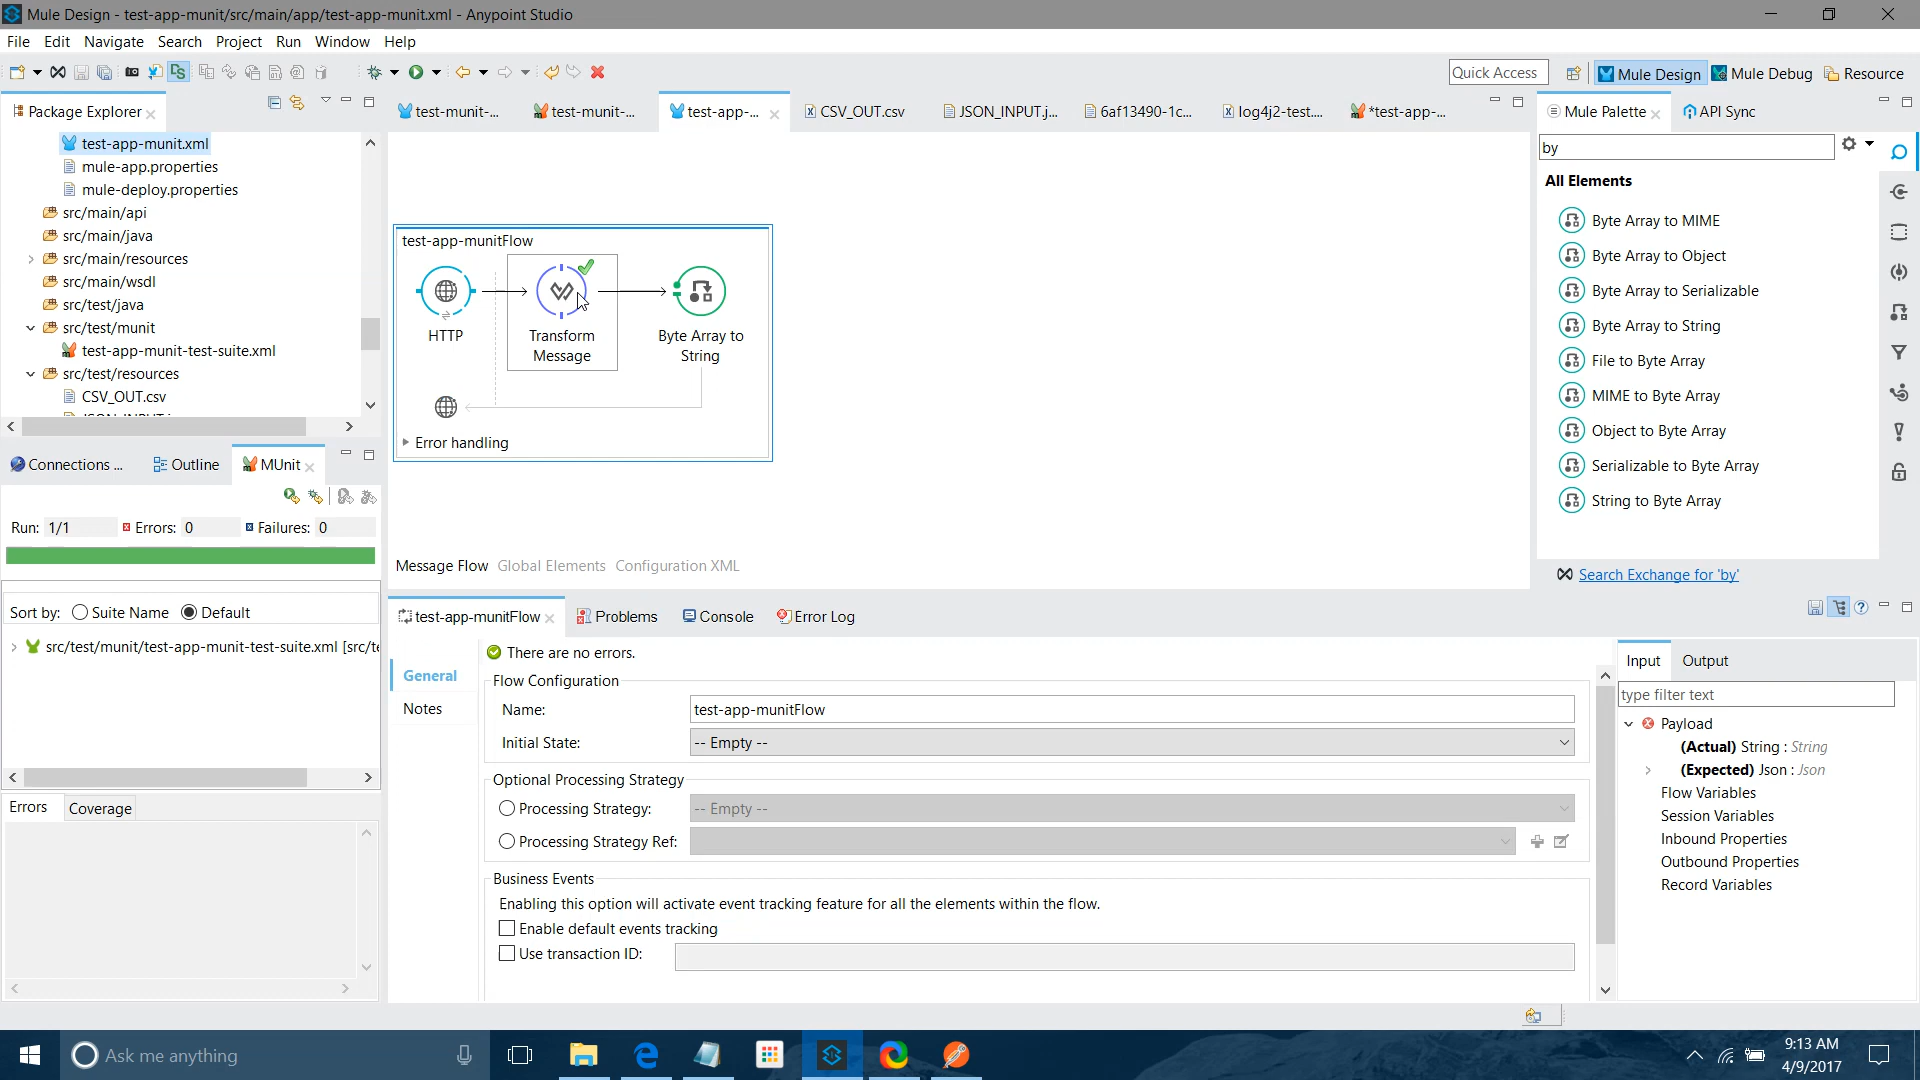 Mule Design - test-app-munit/src/main/app/test-app-munit.xml - Anypoint Studio
File Edit Navigate Search Project Run Window Help
Quick Access Mule Design Mule Debug Resource
Package Explorer
test-app-munit.xml
mule-app.properties
mule-deploy.properties
src/main/api
src/main/java
src/main/resources
src/main/wsdl
src/test/java
src/test/munit
test-app-munit-test-suite.xml
src/test/resources
CSV_OUT.csv
Connections ... Outline MUnit
Run: 1/1 Errors: 0 Failures: 0
Sort by: Suite Name Default
src/test/munit/test-app-munit-test-suite.xml [src/te
Errors Coverage
test-munit-... test-munit-... test-app-... CSV_OUT.csv JSON_INPUT.j... 6af13490-1c... log4j2-test.... *test-app-...
test-app-munitFlow
HTTP
Transform Message
Byte Array to String
Error handling
Message Flow Global Elements Configuration XML
Mule Palette API Sync
by
All Elements
Byte Array to MIME
Byte Array to Object
Byte Array to Serializable
Byte Array to String
File to Byte Array
MIME to Byte Array
Object to Byte Array
Serializable to Byte Array
String to Byte Array
Search Exchange for 'by'
test-app-munitFlow Problems Console Error Log
There are no errors.
General
Notes
Flow Configuration
Name: test-app-munitFlow
Initial State: -- Empty --
Optional Processing Strategy
Processing Strategy: -- Empty --
Processing Strategy Ref:
Business Events
Enabling this option will activate event tracking feature for all the elements within the flow.
Enable default events tracking
Use transaction ID:
Input Output
type filter text
Payload
(Actual) String : String
(Expected) Json : Json
Flow Variables
Session Variables
Inbound Properties
Outbound Properties
Record Variables
Ask me anything
9:13 AM
4/9/2017